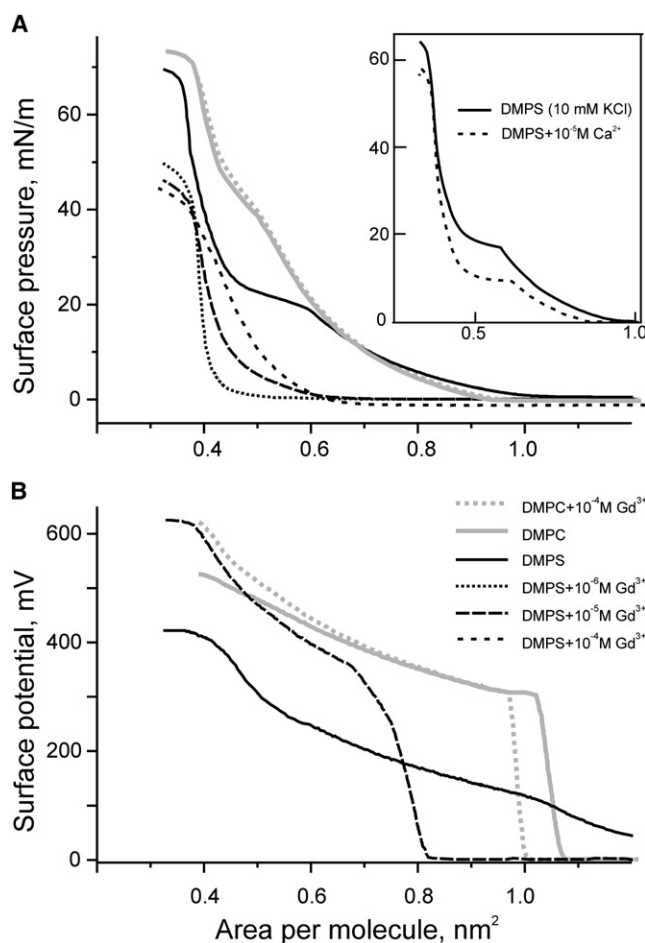 A
Surface pressure, mN/m
60
40
20
0
0.4
0.6
0.8
1.0
60
40
20
0
0.5
1.0
DMPS (10 mM KCl)
DMPS+10⁻⁵M Ca²⁺
B
Surface potential, mV
600
400
200
0
DMPC+10⁻⁴M Gd³⁺
DMPC
DMPS
DMPS+10⁻⁶M Gd³⁺
DMPS+10⁻⁵M Gd³⁺
DMPS+10⁻⁴M Gd³⁺
0.4
0.6
0.8
1.0
Area per molecule, nm²